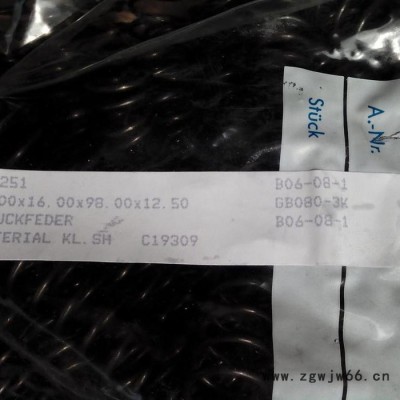 251 B06-08-1
00x16.00x98.00x12.50 GB080-3K
UCKFEDER B06-08-1
TERIAL KL.SH C19309
A.-Nr.
Stück
www.zgwjw66.cn